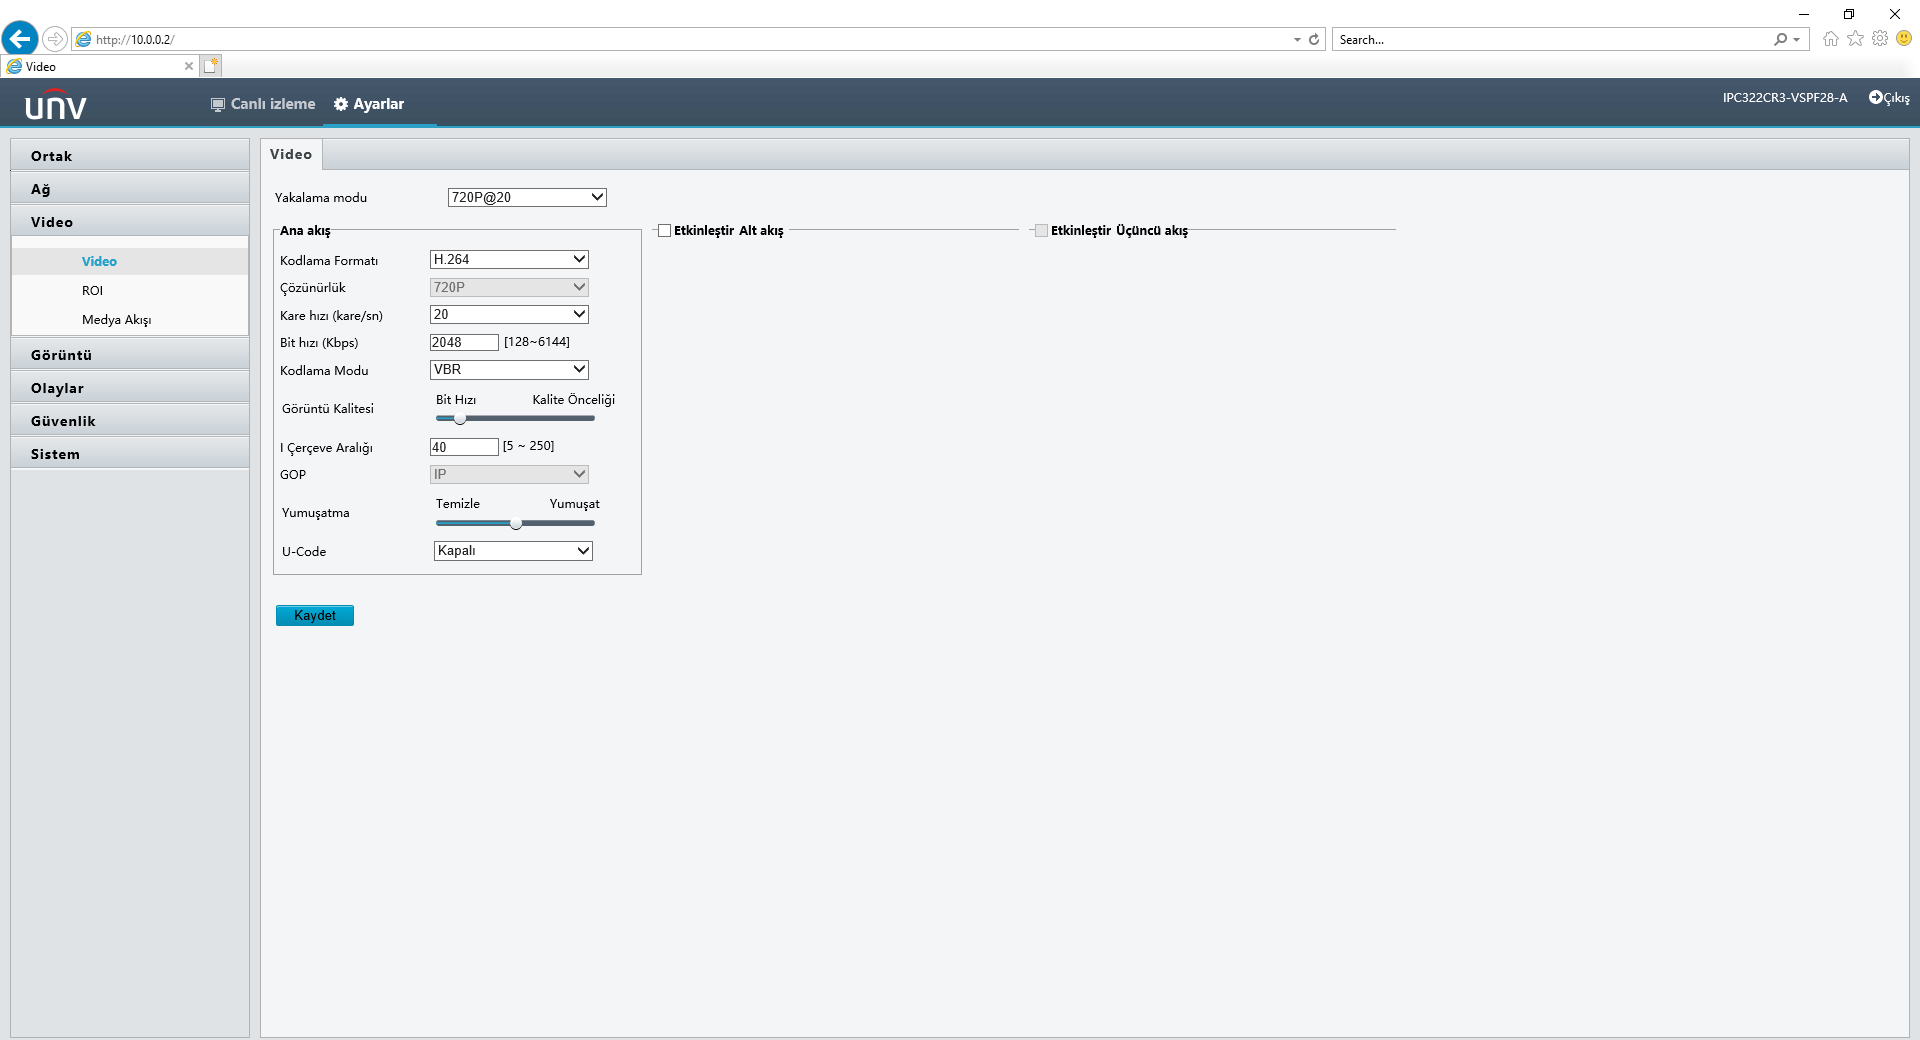 http://10.0.0.2/
Search...
Video
unv
Canlı izleme
Ayarlar
IPC322CR3-VSPF28-A
Çıkış
Ortak
Ağ
Video
Video
ROI
Medya Akışı
Görüntü
Olaylar
Güvenlik
Sistem
Video
Yakalama modu 720P@20
Ana akış
Etkinleştir Alt akış
Etkinleştir Üçüncü akış
Kodlama Formatı H.264
Çözünürlük 720P
Kare hızı (kare/sn) 20
Bit hızı (Kbps) 2048 [128~6144]
Kodlama Modu VBR
Bit Hızı Kalite Önceliği
Görüntü Kalitesi
I Çerçeve Aralığı 40 [5 ~ 250]
GOP IP
Temizle Yumuşat
Yumuşatma
U-Code Kapalı
Kaydet